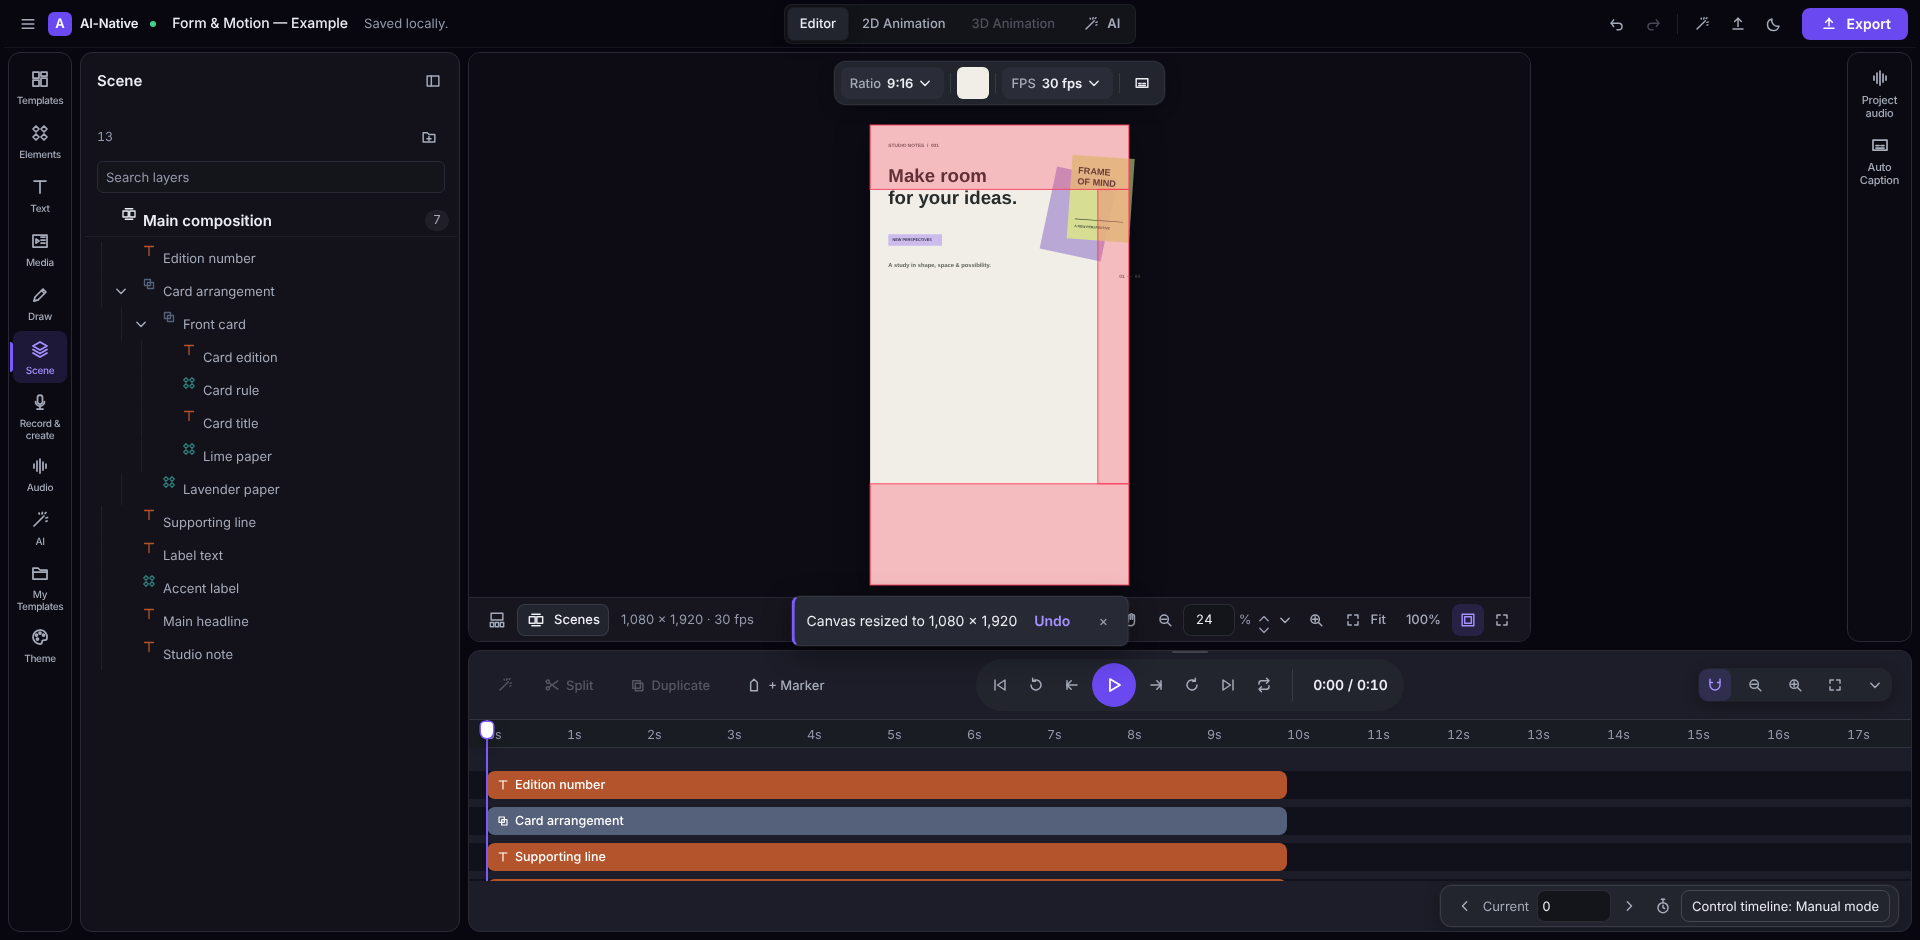 A AI-Native Form & Motion — Example Saved locally.
Editor 2D Animation 3D Animation AI
Export
Templates
Elements
Text
Media
Draw
Scene
Record &
create
Audio
AI
My
Templates
Theme
Scene
13
Search layers
Main composition 7
Edition number
Card arrangement
Front card
Card edition
Card rule
Card title
Lime paper
Lavender paper
Supporting line
Label text
Accent label
Main headline
Studio note
Ratio 9:16 FPS 30 fps
STUDIO NOTES / 001
Make room
for your ideas.
NEW PERSPECTIVES
A study in shape, space & possibility.
FRAME
OF MIND
A NEW PERSPECTIVE
Project
audio
Auto
Caption
Scenes 1,080 × 1,920 · 30 fps
Canvas resized to 1,080 × 1,920 Undo ×
24 % Fit 100%
Split Duplicate + Marker
0:00 / 0:10
1s 2s 3s 4s 5s 6s 7s 8s 9s 10s 11s 12s 13s 14s 15s 16s 17s
Edition number
Card arrangement
Supporting line
Current 0 Control timeline: Manual mode